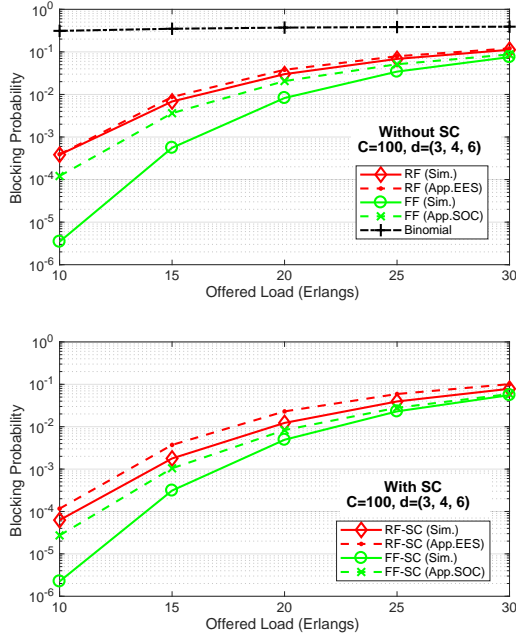 10^0
10^-1
10^-2
10^-3
10^-4
10^-5
10^-6
Blocking Probability
Without SC
C=100, d=(3, 4, 6)
RF (Sim.)
RF (App.EES)
FF (Sim.)
FF (App.SOC)
Binomial
10 15 20 25 30
Offered Load (Erlangs)
10^0
10^-1
10^-2
10^-3
10^-4
10^-5
10^-6
Blocking Probability
With SC
C=100, d=(3, 4, 6)
RF-SC (Sim.)
RF-SC (App.EES)
FF-SC (Sim.)
FF-SC (App.SOC)
10 15 20 25 30
Offered Load (Erlangs)